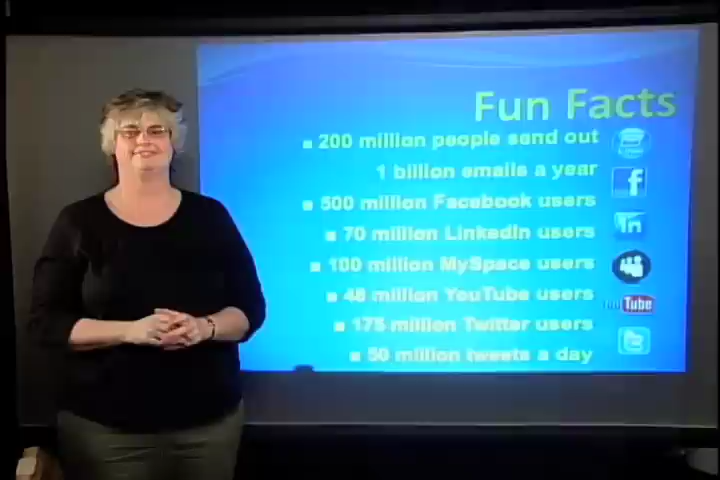 Fun Facts
200 million people send out
1 billion emails a year
f
500 million Facebook users
in
70 million LinkedIn users
100 million MySpace users
YouTube
48 million YouTube users
175 million Twitter users
t
50 million tweets a day